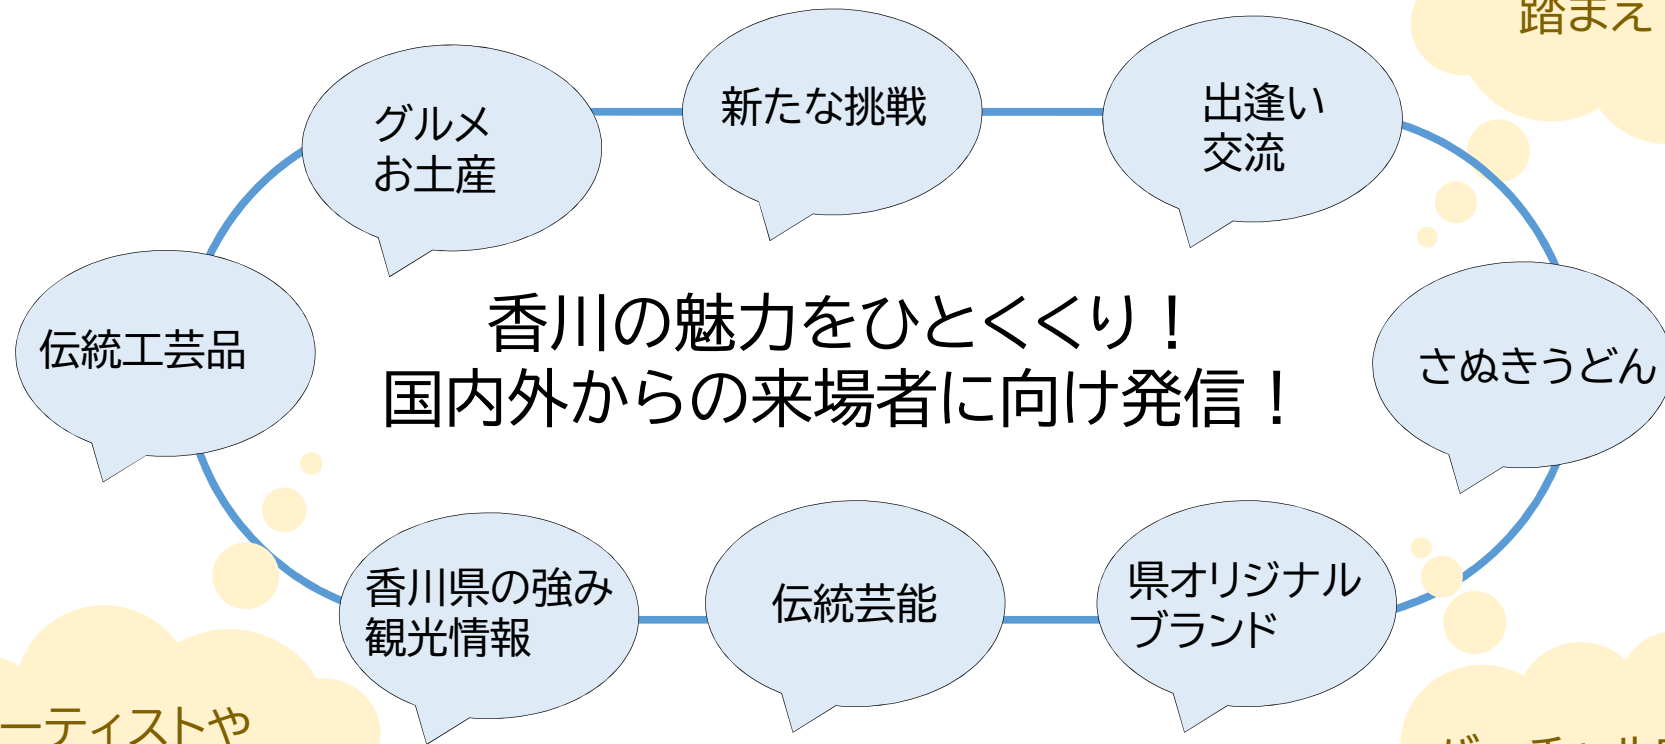 踏まえ
グルメ
お土産
新たな挑戦
出逢い
交流
伝統工芸品
香川の魅力をひとくくり！
国内外からの来場者に向け発信！
さぬきうどん
香川県の強み
観光情報
伝統芸能
県オリジナル
ブランド
ーティストや